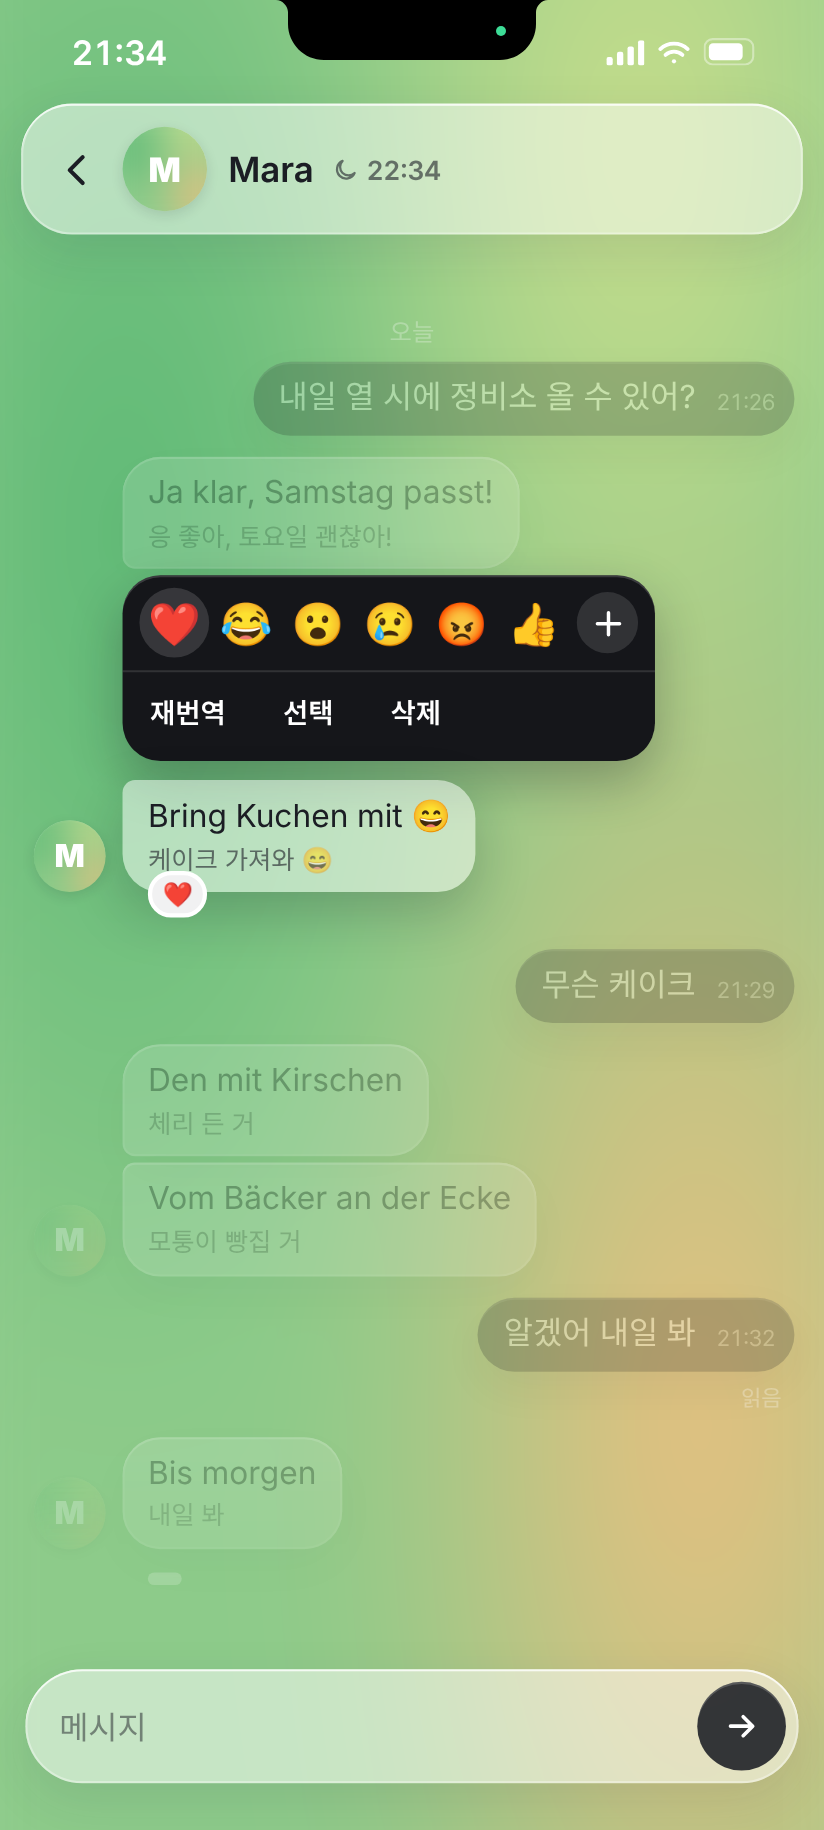 21:34
M
Mara 22:34
오늘
내일 열 시에 정비소 올 수 있어? 21:26
Ja klar, Samstag passt!
응 좋아, 토요일 괜찮아!
재번역 선택 삭제
Bring Kuchen mit 😄
케이크 가져와 😄
M
무슨 케이크 21:29
Den mit Kirschen
체리 든 거
Vom Bäcker an der Ecke
모퉁이 빵집 거
M
알겠어 내일 봐 21:32
읽음
Bis morgen
내일 봐
M
메시지